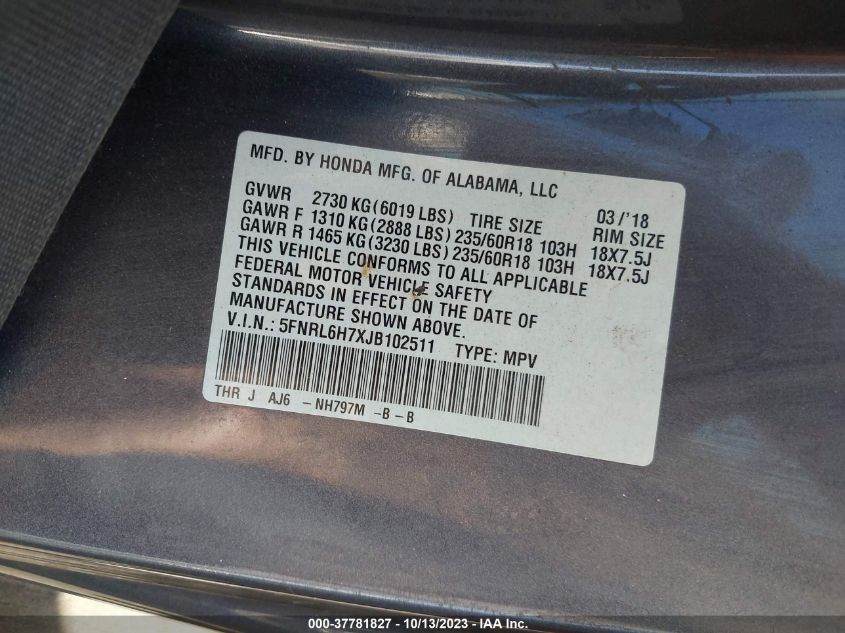 MFD. BY HONDA MFG. OF ALABAMA, LLC
GVWR 2730 KG(6019 LBS) TIRE SIZE 03/'18 RIM SIZE
GAWR F 1310 KG(2888 LBS) 235/60R18 103H 18X7.5J
GAWR R 1465 KG(3230 LBS) 235/60R18 103H 18X7.5J
THIS VEHICLE CONFORMS TO ALL APPLICABLE
FEDERAL MOTOR VEHICLE SAFETY
STANDARDS IN EFFECT ON THE DATE OF
MANUFACTURE SHOWN ABOVE.
V.I.N.: 5FNRL6H7XJB102511 TYPE: MPV
THR J AJ6 - NH797M -B - B
000-37781827 - 10/13/2023 - IAA Inc.